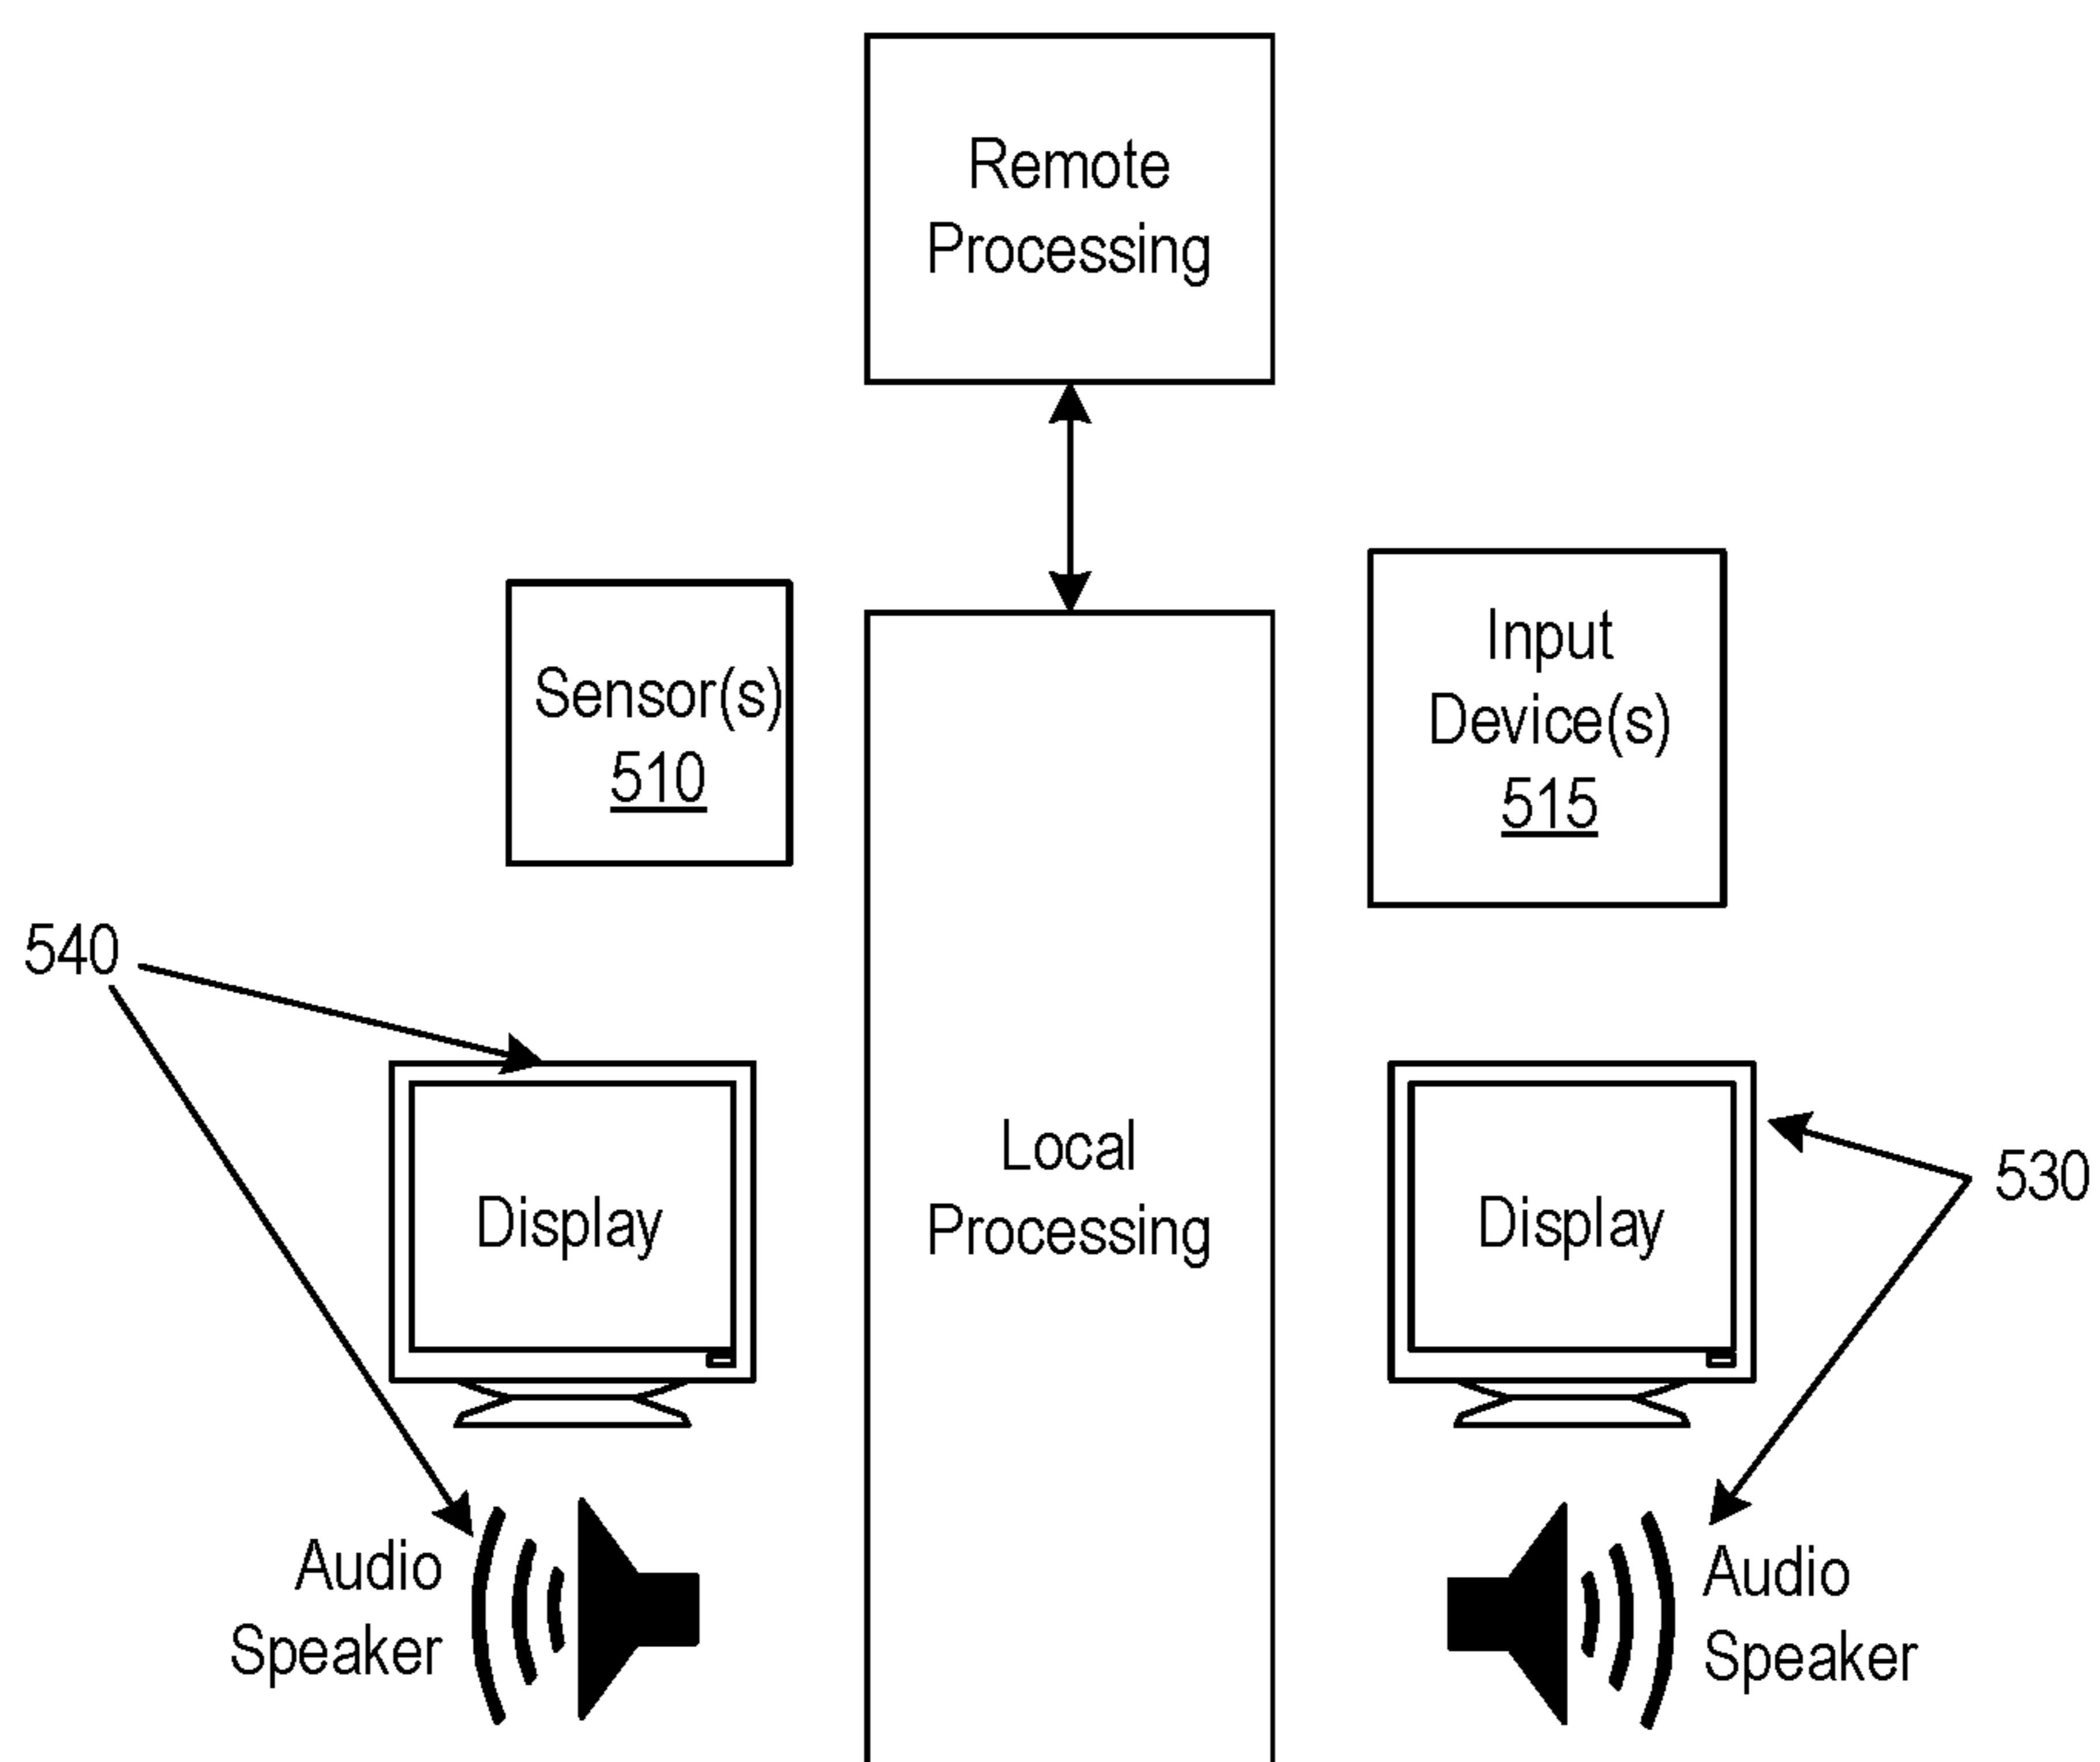 Remote
Processing
Sensor(s)
510
Input
Device(s)
515
540
Display
Local
Processing
Display
530
Audio
Speaker
Audio
Speaker